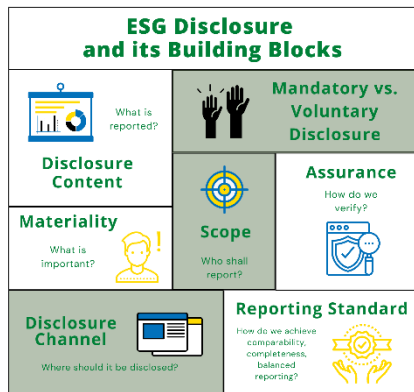 ESG Disclosure
and its Building Blocks
What is
reported?
Disclosure
Content
Mandatory vs.
Voluntary
Disclosure
Materiality
What is
important?
Scope
Who shall
report?
Assurance
How do we
verify?
Disclosure
Channel
Where should it be disclosed?
Reporting Standard
How do we achieve
comparability,
completeness,
balanced
reporting?